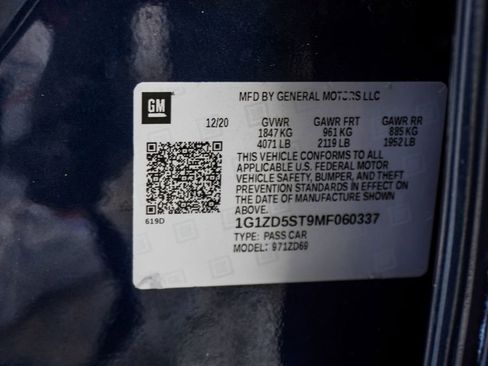 GM
MFD BY GENERAL MOTORS LLC
12/20 GVWR GAWR FRT GAWR RR
1847 KG 961 KG 885 KG
4071 LB 2119 LB 1952 LB
THIS VEHICLE CONFORMS TO ALL
APPLICABLE U.S. FEDERAL MOTOR
VEHICLE SAFETY, BUMPER, AND THEFT
PREVENTION STANDARDS IN EFFECT ON
THE DATE OF MANUFACTURE SHOWN
ABOVE.
619D
1G1ZD5ST9MF060337
TYPE: PASS CAR
MODEL: 971ZD69